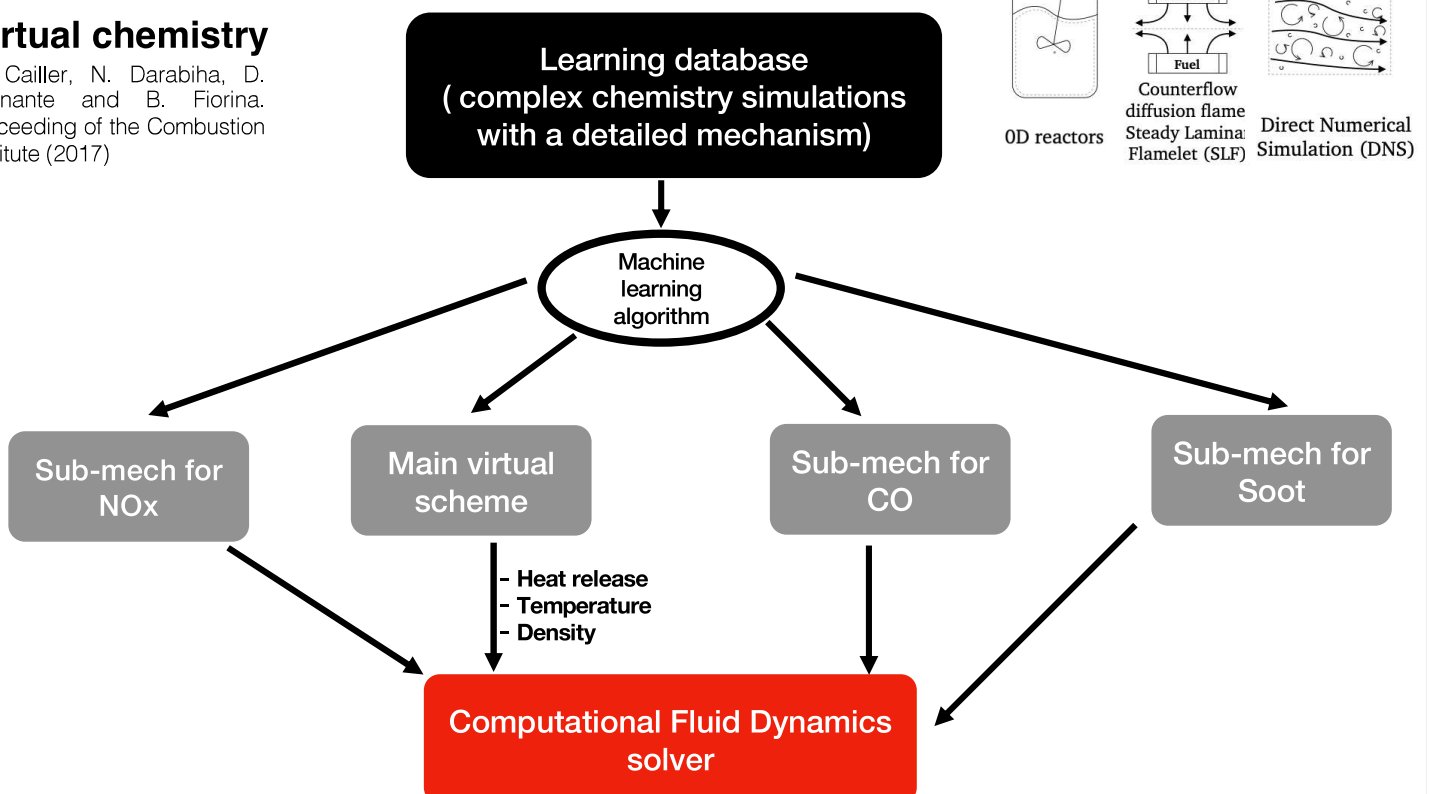 rtual chemistry
Cailler, N. Darabiha, D.
nante and B. Fiorina.
ceeding of the Combustion
titute (2017)
Learning database
( complex chemistry simulations
with a detailed mechanism)
Fuel
0D reactors
Counterflow
diffusion flame
Steady Lamina
Flamelet (SLF)
Direct Numerical
Simulation (DNS)
Machine
learning
algorithm
Sub-mech for
NOx
Main virtual
scheme
Sub-mech for
CO
Sub-mech for
Soot
- Heat release
- Temperature
- Density
Computational Fluid Dynamics
solver